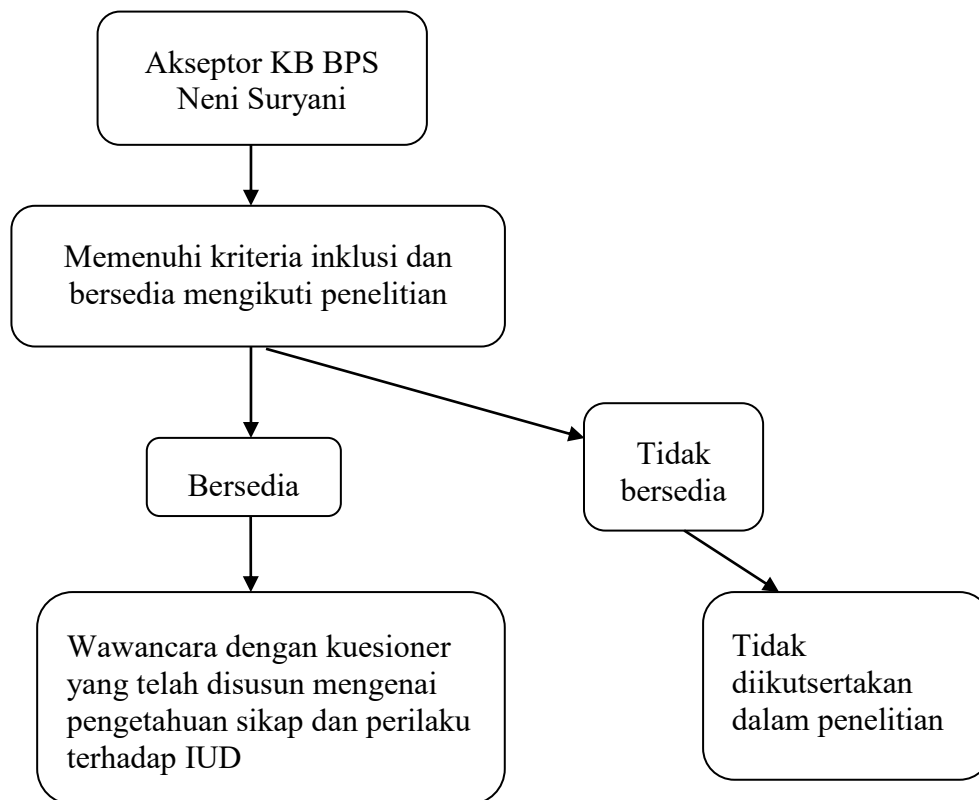 Akseptor KB BPS
Neni Suryani
Memenuhi kriteria inklusi dan
bersedia mengikuti penelitian
Bersedia
Tidak
bersedia
Wawancara dengan kuesioner
yang telah disusun mengenai
pengetahuan sikap dan perilaku
terhadap IUD
Tidak
diikutsertakan
dalam penelitian